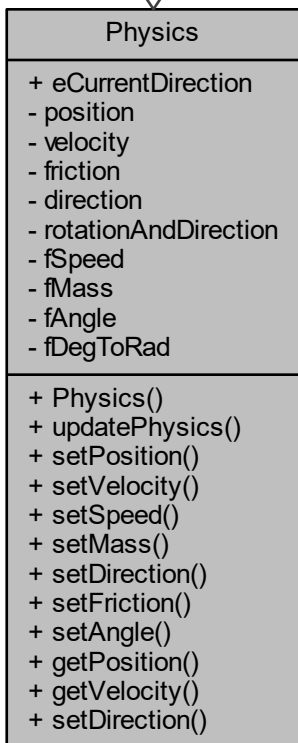 Physics
+ eCurrentDirection
- position
- velocity
- friction
- direction
- rotationAndDirection
- fSpeed
- fMass
- fAngle
- fDegToRad
+ Physics()
+ updatePhysics()
+ setPosition()
+ setVelocity()
+ setSpeed()
+ setMass()
+ setDirection()
+ setFriction()
+ setAngle()
+ getPosition()
+ getVelocity()
+ setDirection()